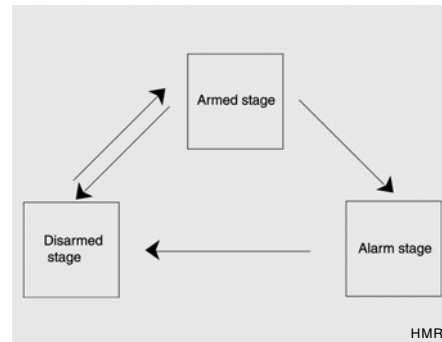 Armed stage
Disarmed
stage
Alarm stage
HMR